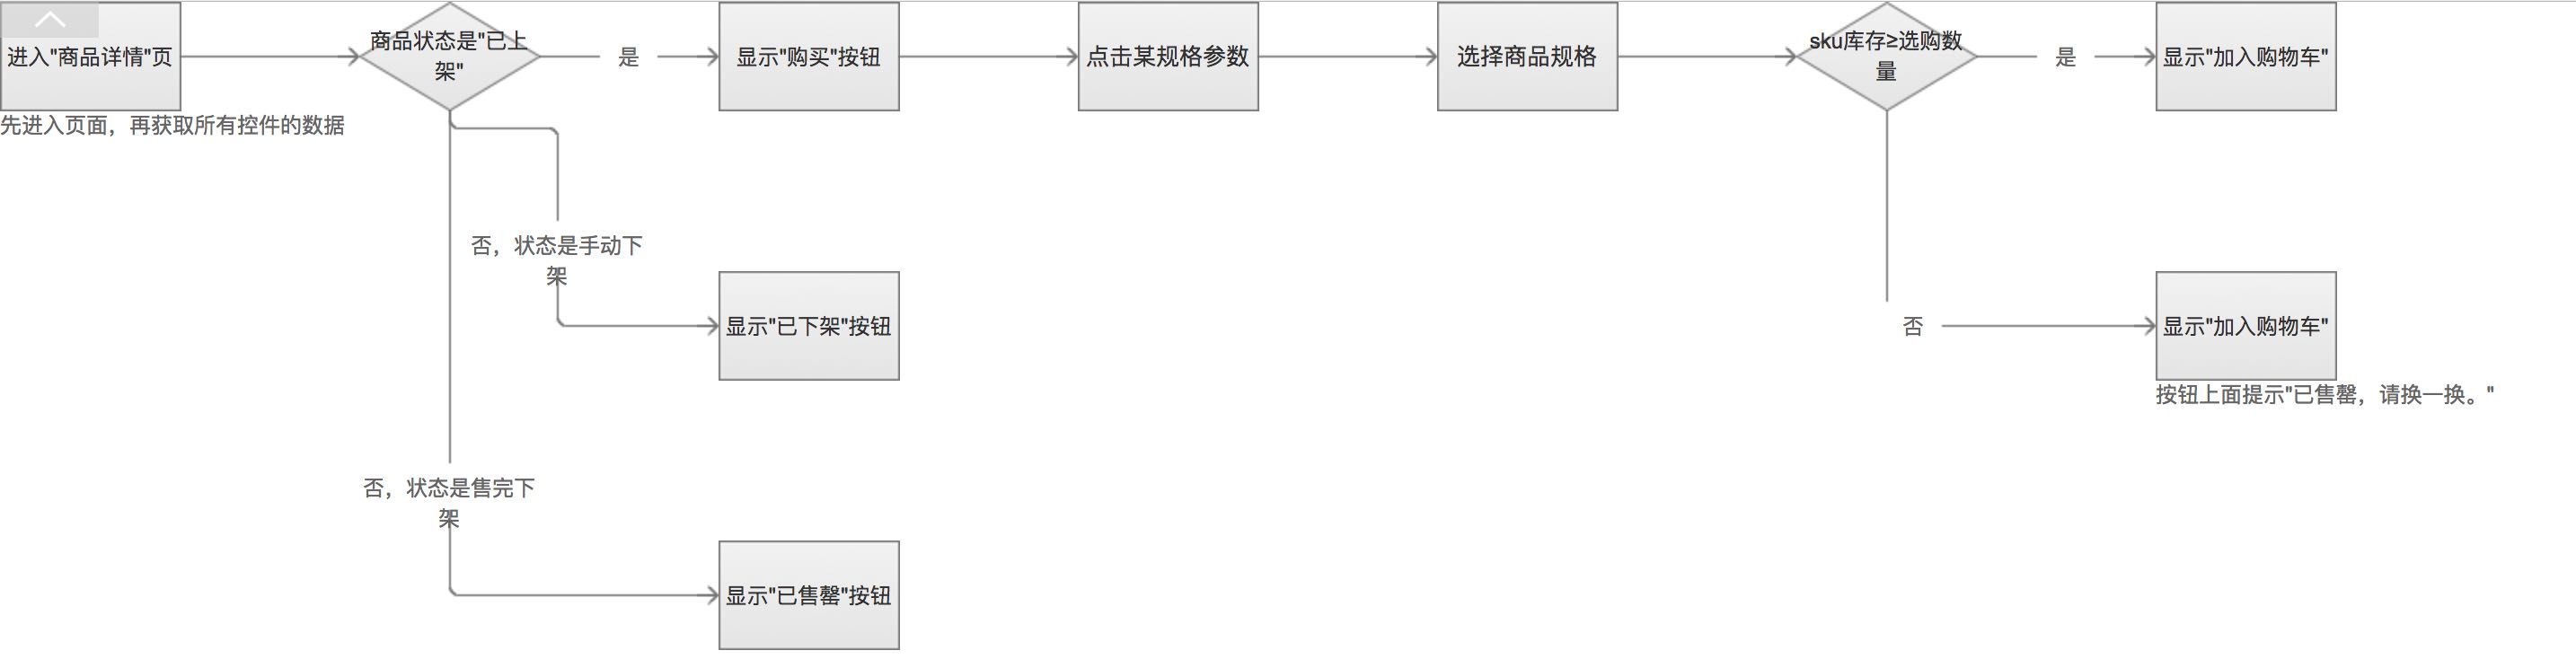 进入"商品详情"页
先进入页面，再获取所有控件的数据
商品状态是"已上
架"
是
显示"购买"按钮
点击某规格参数
选择商品规格
sku库存≥选购数
量
是
显示"加入购物车"
否，状态是手动下
架
显示"已下架"按钮
否
显示"加入购物车"
按钮上面提示"已售罄，请换一换。"
否，状态是售完下
架
显示"已售罄"按钮